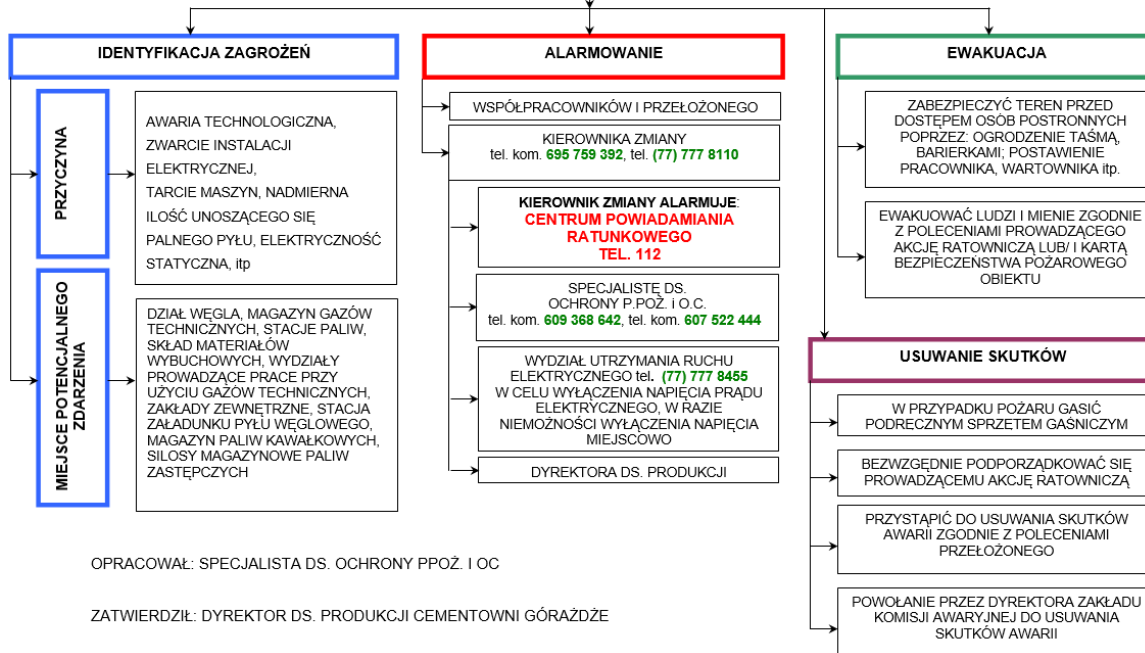 IDENTYFIKACJA ZAGROŻEŃ
PRZYCZYNA
AWARIA TECHNOLOGICZNA,
ZWARCIE INSTALACJI
ELEKTRYCZNEJ,
TARCIE MASZYN, NADMIERNA
ILOŚĆ UNOSZĄCEGO SIĘ
PALNEGO PYŁU, ELEKTRYCZNOŚĆ
STATYCZNA, itp
MIEJSCE POTENCJALNEGO
ZDARZENIA
DZIAŁ WĘGLA, MAGAZYN GAZÓW
TECHNICZNYCH, STACJE PALIW,
SKŁAD MATERIAŁÓW
WYBUCHOWYCH, WYDZIAŁY
PROWADZĄCE PRACE PRZY
UŻYCIU GAZÓW TECHNICZNYCH,
ZAKŁADY ZEWNĘTRZNE, STACJA
ZAŁADUNKU PYŁU WĘGLOWEGO,
MAGAZYN PALIW KAWAŁKOWYCH,
SILOSY MAGAZYNOWE PALIW
ZASTĘPCZYCH
ALARMOWANIE
WSPÓŁPRACOWNIKÓW I PRZEŁOŻONEGO
KIEROWNIKA ZMIANY
tel. kom. 695 759 392, tel. (77) 777 8110
KIEROWNIK ZMIANY ALARMUJE:
CENTRUM POWIADAMIANIA
RATUNKOWEGO
TEL. 112
SPECJALISTĘ DS.
OCHRONY P.POŻ. i O.C.
tel. kom. 609 368 642, tel. kom. 607 522 444
WYDZIAŁ UTRZYMANIA RUCHU
ELEKTRYCZNEGO tel. (77) 777 8455
W CELU WYŁĄCZENIA NAPIĘCIA PRĄDU
ELEKTRYCZNEGO, W RAZIE
NIEMOŻNOŚCI WYŁĄCZENIA NAPIĘCIA
MIEJSCOWO
DYREKTORA DS. PRODUKCJI
EWAKUACJA
ZABEZPIECZYĆ TEREN PRZED
DOSTĘPEM OSÓB POSTRONNYCH
POPRZEZ: OGRODZENIE TAŚMĄ,
BARIERKAMI; POSTAWIENIE
PRACOWNIKA, WARTOWNIKA itp.
EWAKUOWAĆ LUDZI I MIENIE ZGODNIE
Z POLECENIAMI PROWADZĄCEGO
AKCJĘ RATOWNICZĄ LUB/ I KARTĄ
BEZPIECZEŃSTWA POŻAROWEGO
OBIEKTU
USUWANIE SKUTKÓW
W PRZYPADKU POŻARU GASIĆ
PODRĘCZNYM SPRZĘTEM GAŚNICZYM
BEZWZGĘDNIE PODPORZĄDKOWAĆ SIĘ
PROWADZĄCEMU AKCJĘ RATOWNICZĄ
PRZYSTĄPIĆ DO USUWANIA SKUTKÓW
AWARII ZGODNIE Z POLECENIAMI
PRZEŁOŻONEGO
POWOŁANIE PRZEZ DYREKTORA ZAKŁADU
KOMISJI AWARYJNEJ DO USUWANIA
SKUTKÓW AWARII
OPRACOWAŁ: SPECJALISTA DS. OCHRONY PPOŻ. I OC
ZATWIERDZIŁ: DYREKTOR DS. PRODUKCJI CEMENTOWNI GÓRAŻDŻE